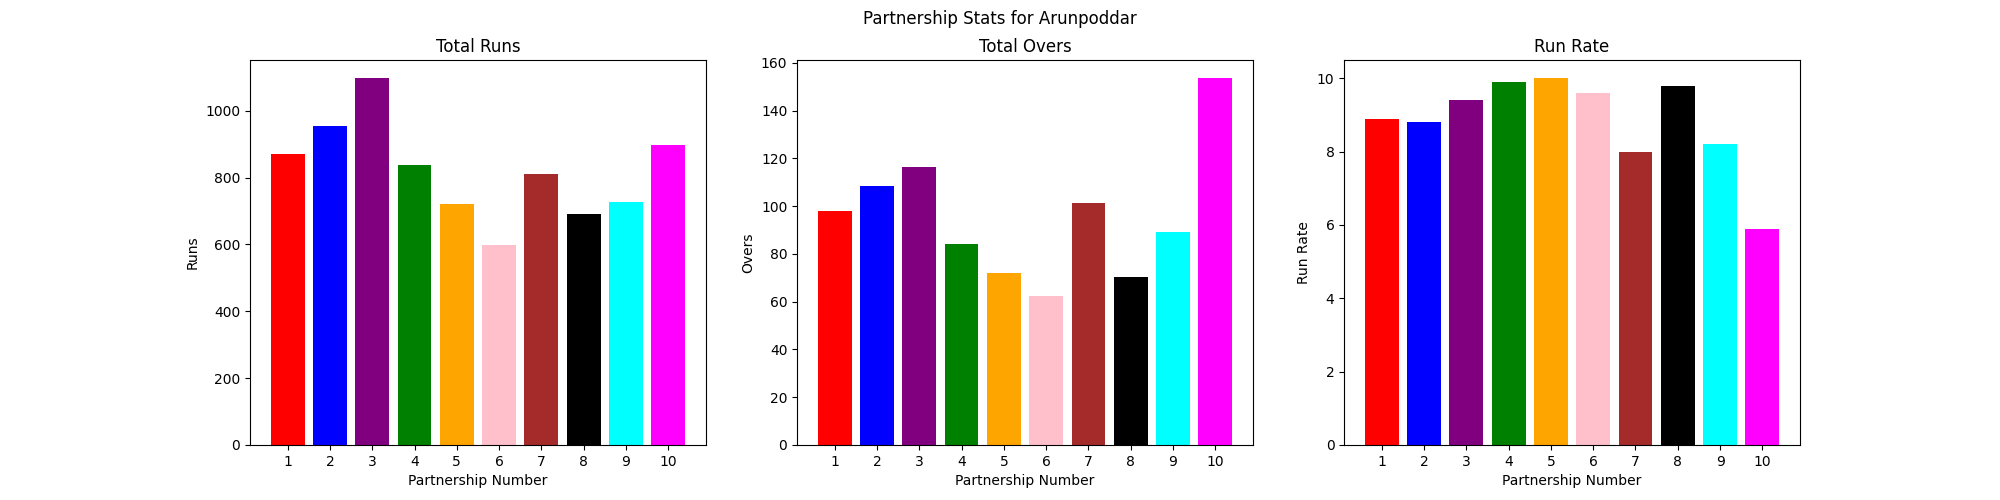 Partnership Stats for Arunpoddar
Total Runs
1000
800
600
400
200
0
Runs
1 2 3 4 5 6 7 8 9 10
Partnership Number
Total Overs
160
140
120
100
80
60
40
20
0
Overs
1 2 3 4 5 6 7 8 9 10
Partnership Number
Run Rate
10
8
6
4
2
0
Run Rate
1 2 3 4 5 6 7 8 9 10
Partnership Number